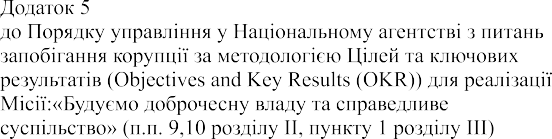 Додаток 5
до Порядку управління у Національному агентстві з питань
запобігання корупції за методологією Цілей та ключових
результатів (Objectives and Key Results (OKR)) для реалізації
Місії:«Будуємо доброчесну владу та справедливе
суспільство» (п.п. 9,10 розділу II, пункту 1 розділу III)